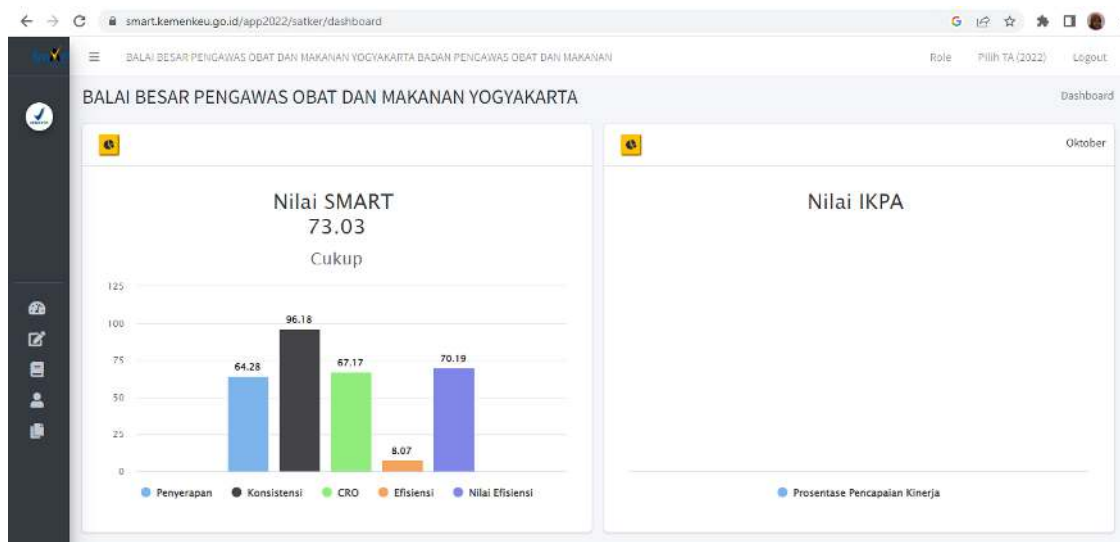 smart.kemenkeu.go.id/app2022/satker/dashboard
BALAI BESAR PENGAWAS OBAT DAN MAKANAN YOGYAKARTA BADAN PENGAWAS OBAT DAN MAKANAN
Role Pilih TA (2022) Logout
BALAI BESAR PENGAWAS OBAT DAN MAKANAN YOGYAKARTA
Dashboard
Oktober
Nilai SMART
73.03
Cukup
125
100
75
50
25
0
64.28
96.18
67.17
8.07
70.19
Penyerapan Konsistensi CRO Efisiensi Nilai Efisiensi
Nilai IKPA
Prosentase Pencapaian Kinerja